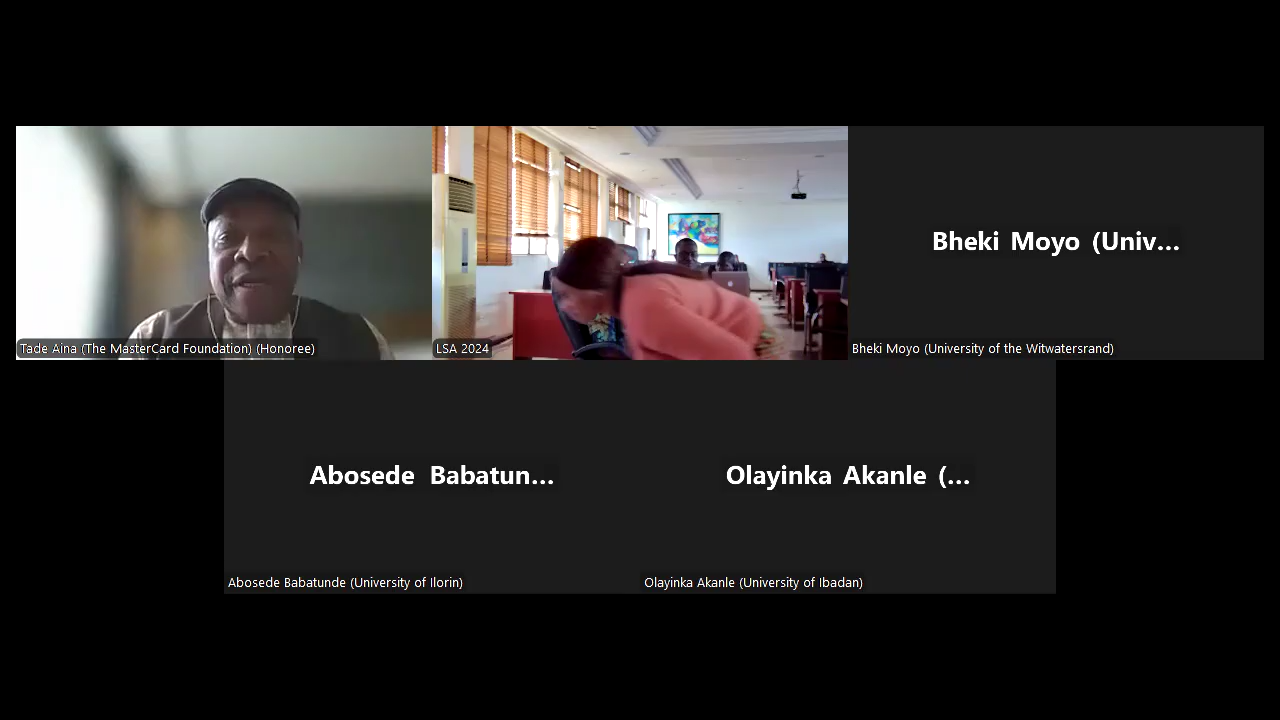 Tade Aina (The MasterCard Foundation) (Honoree)
LSA 2024
Bheki Moyo (Univ...
Bheki Moyo (University of the Witwatersrand)
Abosede Babatun...
Abosede Babatunde (University of Ilorin)
Olayinka Akanle (...
Olayinka Akanle (University of Ibadan)